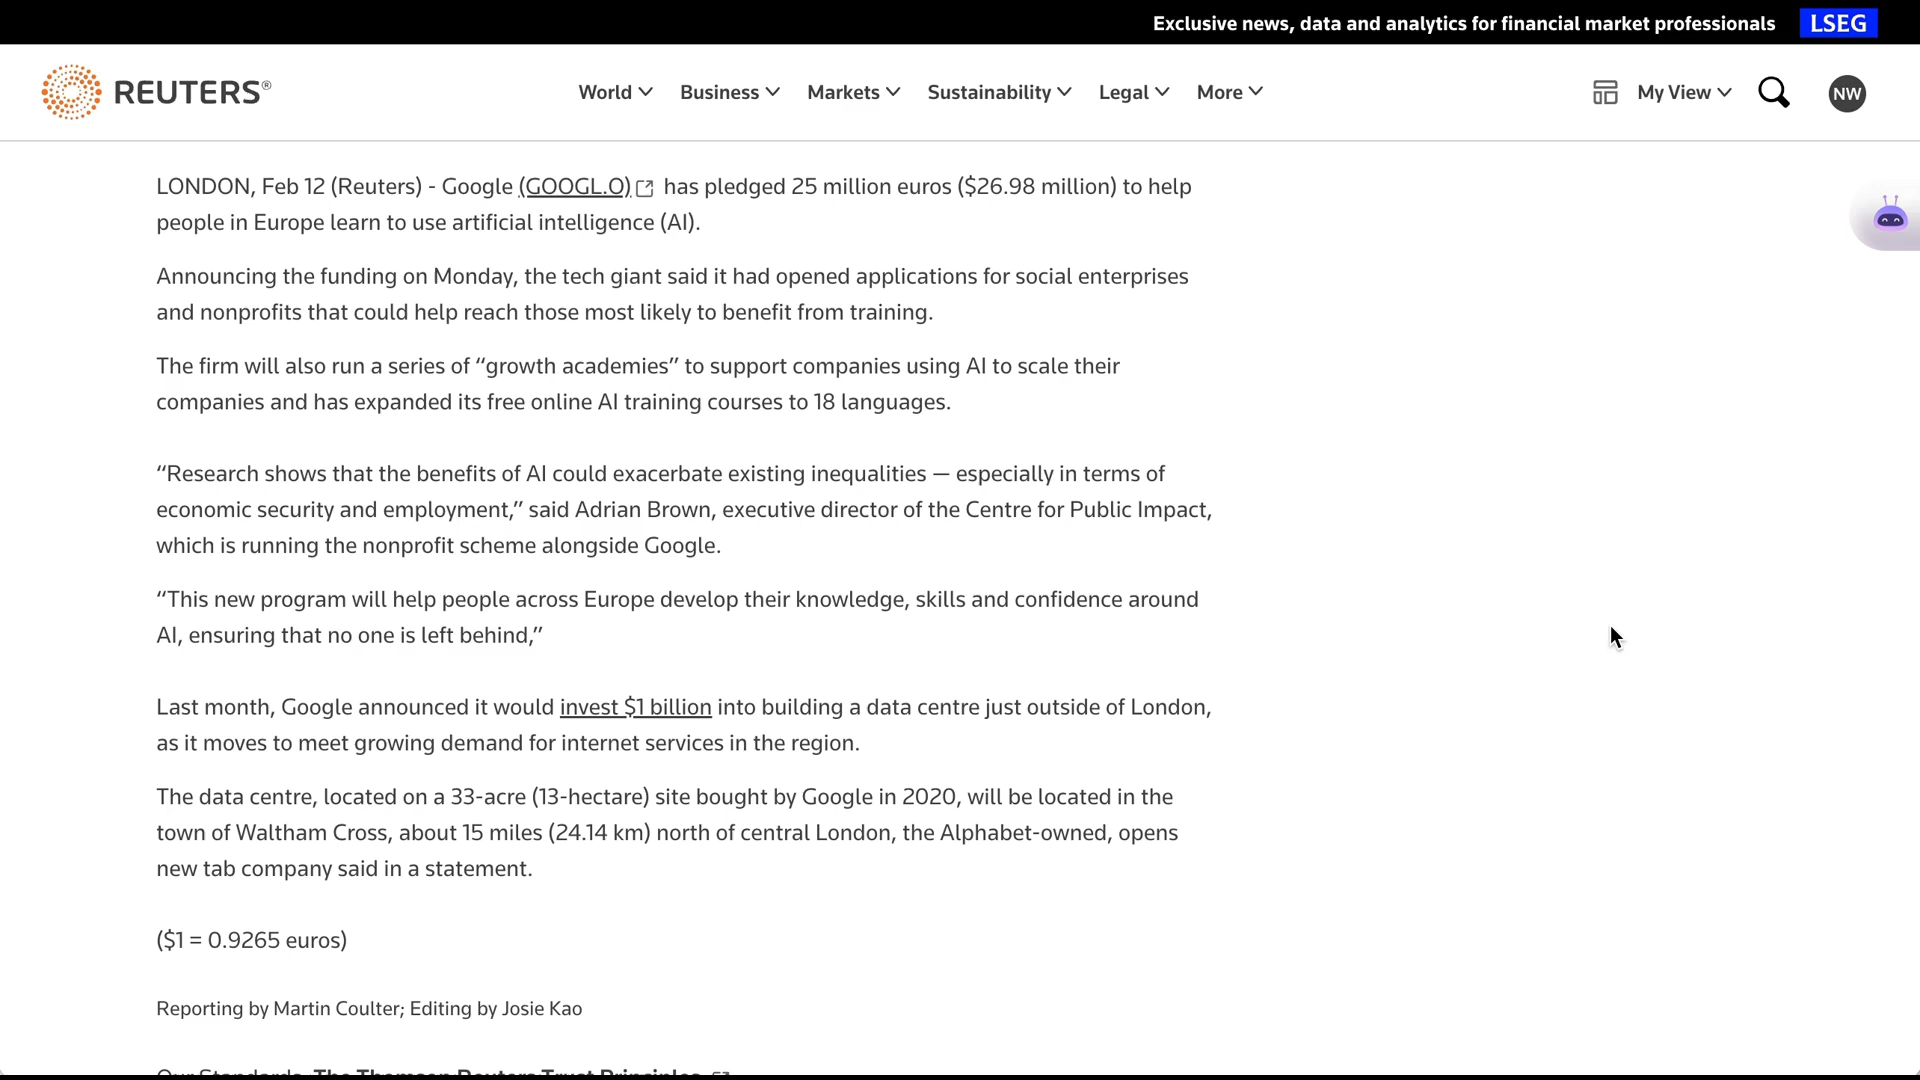 Exclusive news, data and analytics for financial market professionals LSEG
REUTERS® World Business Markets Sustainability Legal More My View NW
LONDON, Feb 12 (Reuters) - Google (GOOGL.O) has pledged 25 million euros ($26.98 million) to help
people in Europe learn to use artificial intelligence (AI).
Announcing the funding on Monday, the tech giant said it had opened applications for social enterprises
and nonprofits that could help reach those most likely to benefit from training.
The firm will also run a series of “growth academies” to support companies using AI to scale their
companies and has expanded its free online AI training courses to 18 languages.
“Research shows that the benefits of AI could exacerbate existing inequalities — especially in terms of
economic security and employment,” said Adrian Brown, executive director of the Centre for Public Impact,
which is running the nonprofit scheme alongside Google.
“This new program will help people across Europe develop their knowledge, skills and confidence around
AI, ensuring that no one is left behind,”
Last month, Google announced it would invest $1 billion into building a data centre just outside of London,
as it moves to meet growing demand for internet services in the region.
The data centre, located on a 33-acre (13-hectare) site bought by Google in 2020, will be located in the
town of Waltham Cross, about 15 miles (24.14 km) north of central London, the Alphabet-owned, opens
new tab company said in a statement.
($1 = 0.9265 euros)
Reporting by Martin Coulter; Editing by Josie Kao
Our Standards: The Thomson Reuters Trust Principles.